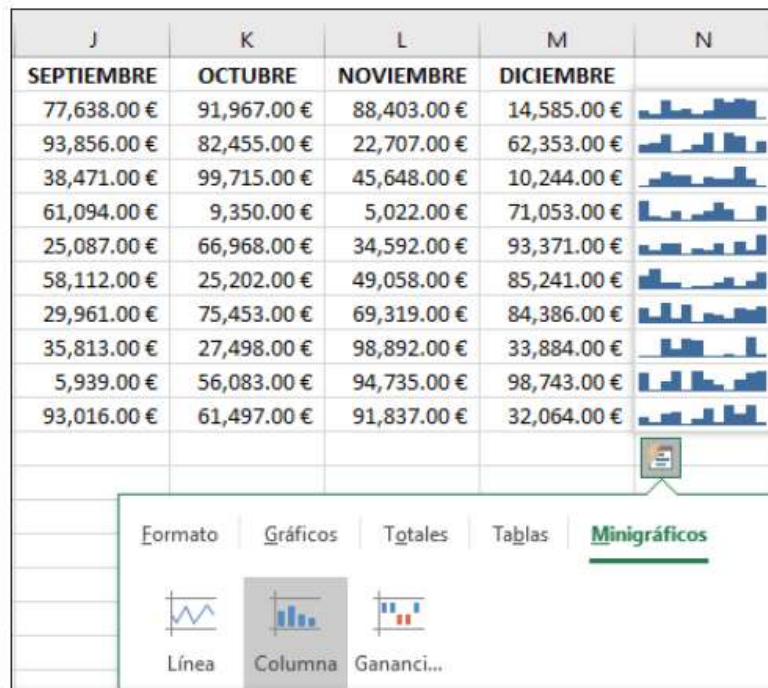 J K L M N
SEPTIEMBRE OCTUBRE NOVIEMBRE DICIEMBRE
77,638.00 € 91,967.00 € 88,403.00 € 14,585.00 €
93,856.00 € 82,455.00 € 22,707.00 € 62,353.00 €
38,471.00 € 99,715.00 € 45,648.00 € 10,244.00 €
61,094.00 € 9,350.00 € 5,022.00 € 71,053.00 €
25,087.00 € 66,968.00 € 34,592.00 € 93,371.00 €
58,112.00 € 25,202.00 € 49,058.00 € 85,241.00 €
29,961.00 € 75,453.00 € 69,319.00 € 84,386.00 €
35,813.00 € 27,498.00 € 98,892.00 € 33,884.00 €
5,939.00 € 56,083.00 € 94,735.00 € 98,743.00 €
93,016.00 € 61,497.00 € 91,837.00 € 32,064.00 €
Formato Gráficos Totales Tablas Minigráficos
Línea Columna Gananci...